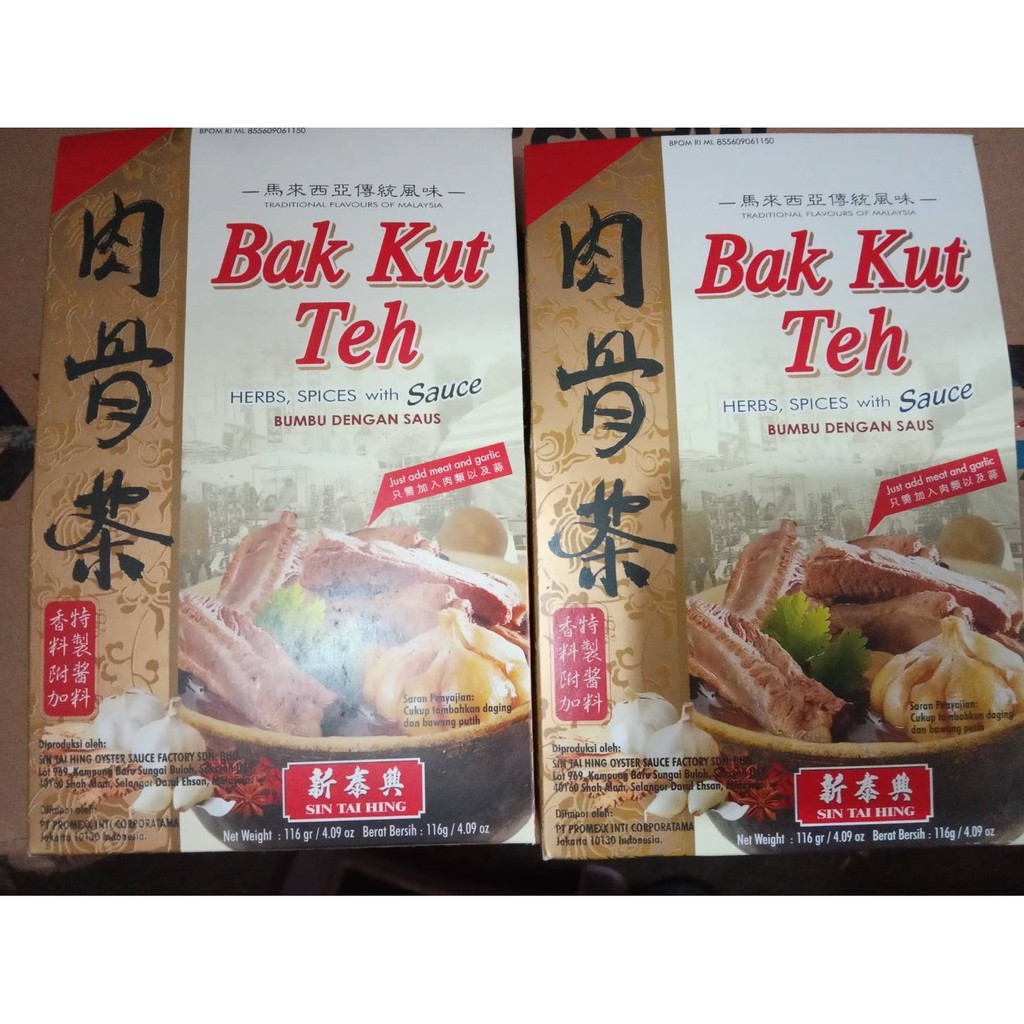 BPOM RI ML 855609061150
馬來西亞傳統風味
TRADITIONAL FLAVOURS OF MALAYSIA
Bak Kut
Teh
HERBS, SPICES with Sauce
BUMBU DENGAN SAUS
Just add meat and garlic
只需加入肉類以及蒜
肉骨茶
特製醬料
香料附加
Saran Penyajian:
Cukup tambahkan daging
dan bawang putih
Diproduksi oleh:
SIN TAI HING OYSTER SAUCE FACTORY SDN. BHD.
Lot 969, Kampung Baru Sungai Buloh,
40160 Shah Alam, Selangor Darul Ehsan, Malaysia.
Diimpor oleh:
PT PROMEXX INTI CORPORATAMA
Jakarta 10130 Indonesia.
新泰興
SIN TAI HING
Net Weight : 116 gr / 4.09 oz Berat Bersih : 116g / 4.09 oz
BPOM RI ML 855609061150
馬來西亞傳統風味
TRADITIONAL FLAVOURS OF MALAYSIA
Bak Kut
Teh
HERBS, SPICES with Sauce
BUMBU DENGAN SAUS
Just add meat and garlic
只需加入肉類以及蒜
肉骨茶
特製醬料
香料附加
Saran Penyajian:
Cukup tambahkan daging
dan bawang putih
Diproduksi oleh:
SIN TAI HING OYSTER SAUCE FACTORY SDN. BHD.
Lot 969, Kampung Baru Sungai Buloh,
40160 Shah Alam, Selangor Darul Ehsan, Malaysia.
Diimpor oleh:
PT PROMEXX INTI CORPORATAMA
Jakarta 10130 Indonesia.
新泰興
SIN TAI HING
Net Weight : 116 gr / 4.09 oz Berat Bersih : 116g / 4.09 oz